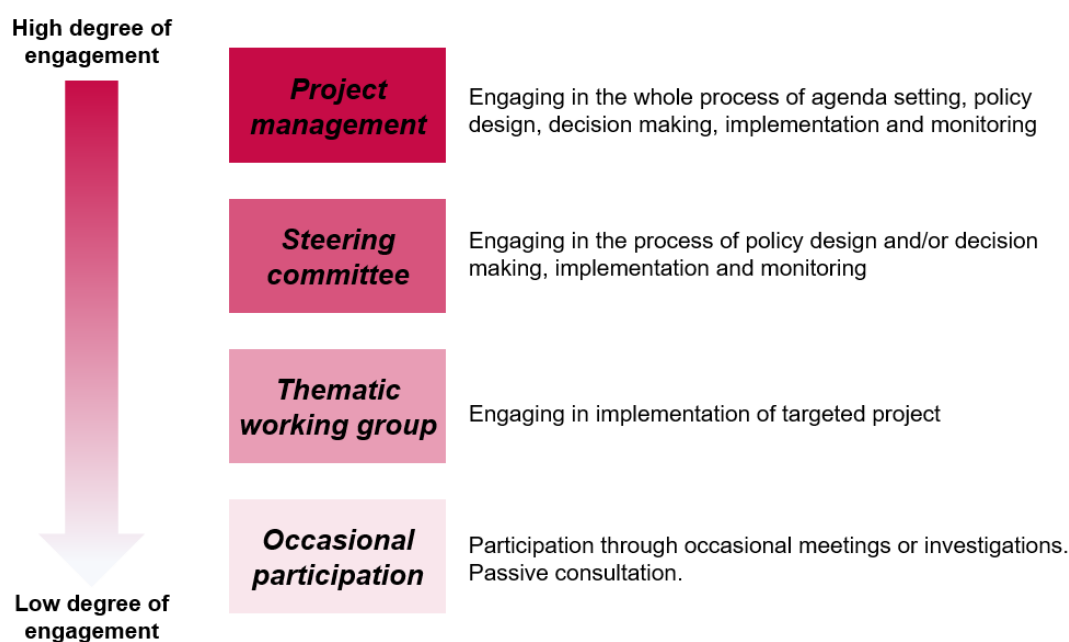 High degree of
engagement
Project
management
Engaging in the whole process of agenda setting, policy
design, decision making, implementation and monitoring
Steering
committee
Engaging in the process of policy design and/or decision
making, implementation and monitoring
Thematic
working group
Engaging in implementation of targeted project
Occasional
participation
Participation through occasional meetings or investigations.
Passive consultation.
Low degree of
engagement